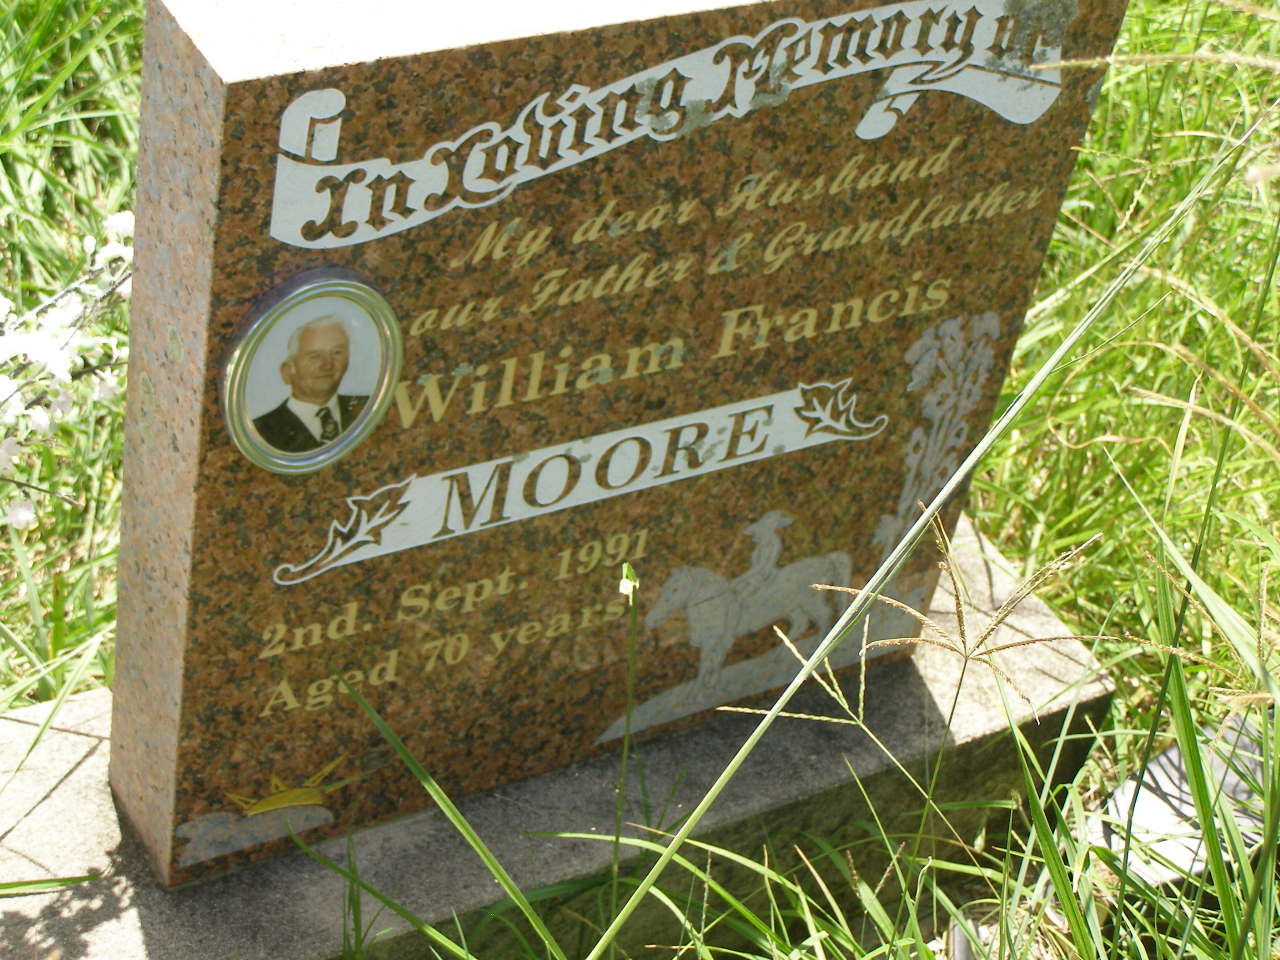 In Loving Memory of
My dear Husband
our Father & Grandfather
William Francis
MOORE
2nd. Sept. 1991
Aged 70 years